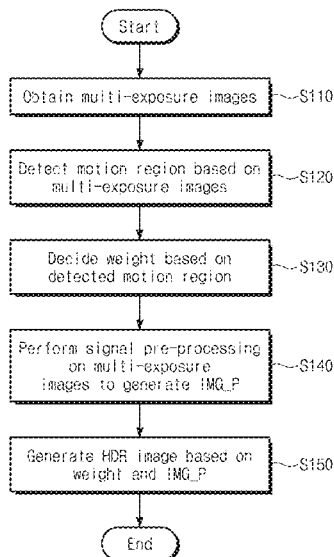 Start
Obtain multi-exposure images
S110
Detect motion region based on
multi-exposure images
S120
Decide weight based on
detected motion region
S130
Perform signal pre-processing
on multi-exposure
images to generate IMG_P
S140
Generate HDR image based on
weight and IMG_P
S150
End